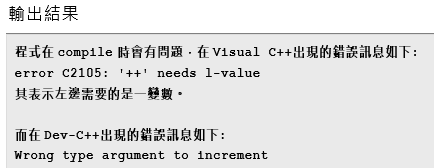 輸出結果
程式在 compile 時會有問題，在 Visual C++出現的錯誤訊息如下:
error C2105: '++' needs l-value
其表示左邊需要的是一變數。
而在 Dev-C++出現的錯誤訊息如下:
Wrong type argument to increment